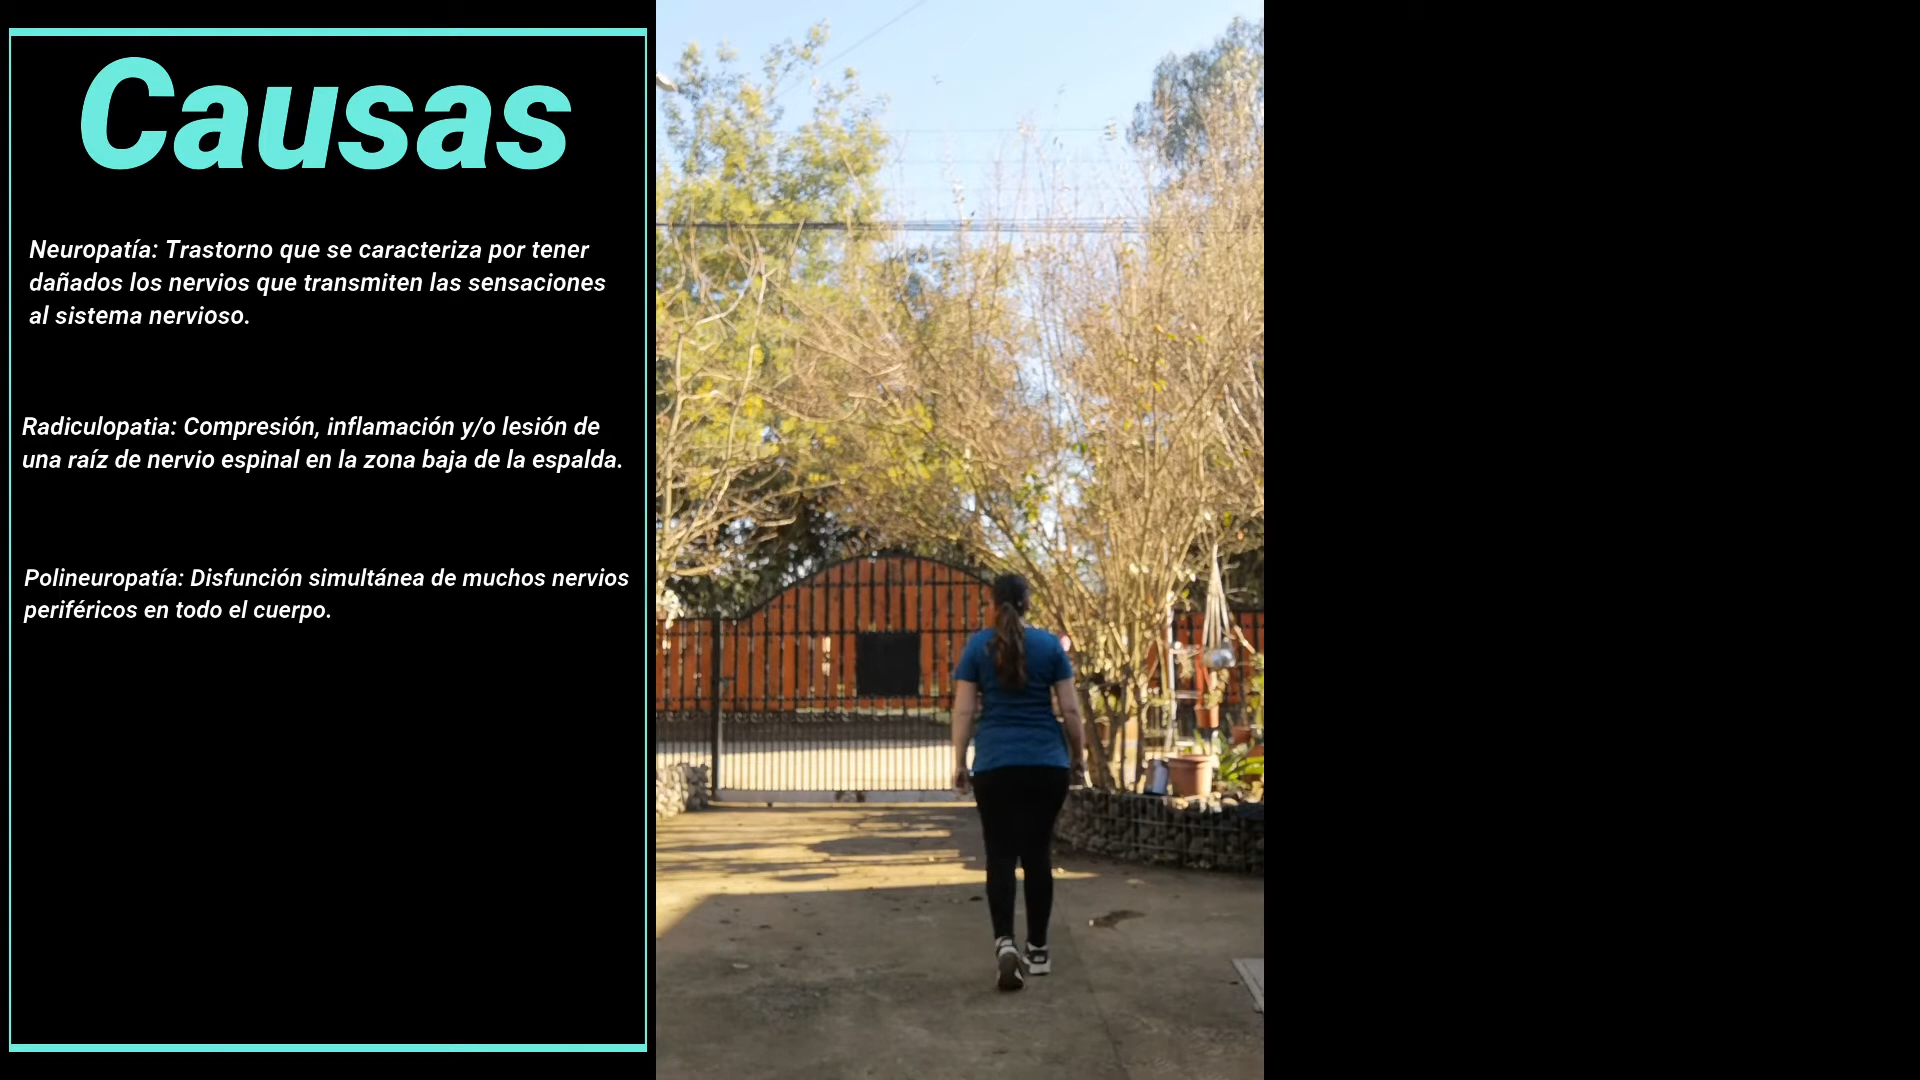 Causas
Neuropatía: Trastorno que se caracteriza por tener
dañados los nervios que transmiten las sensaciones
al sistema nervioso.
Radiculopatia: Compresión, inflamación y/o lesión de
una raíz de nervio espinal en la zona baja de la espalda.
Polineuropatía: Disfunción simultánea de muchos nervios
periféricos en todo el cuerpo.